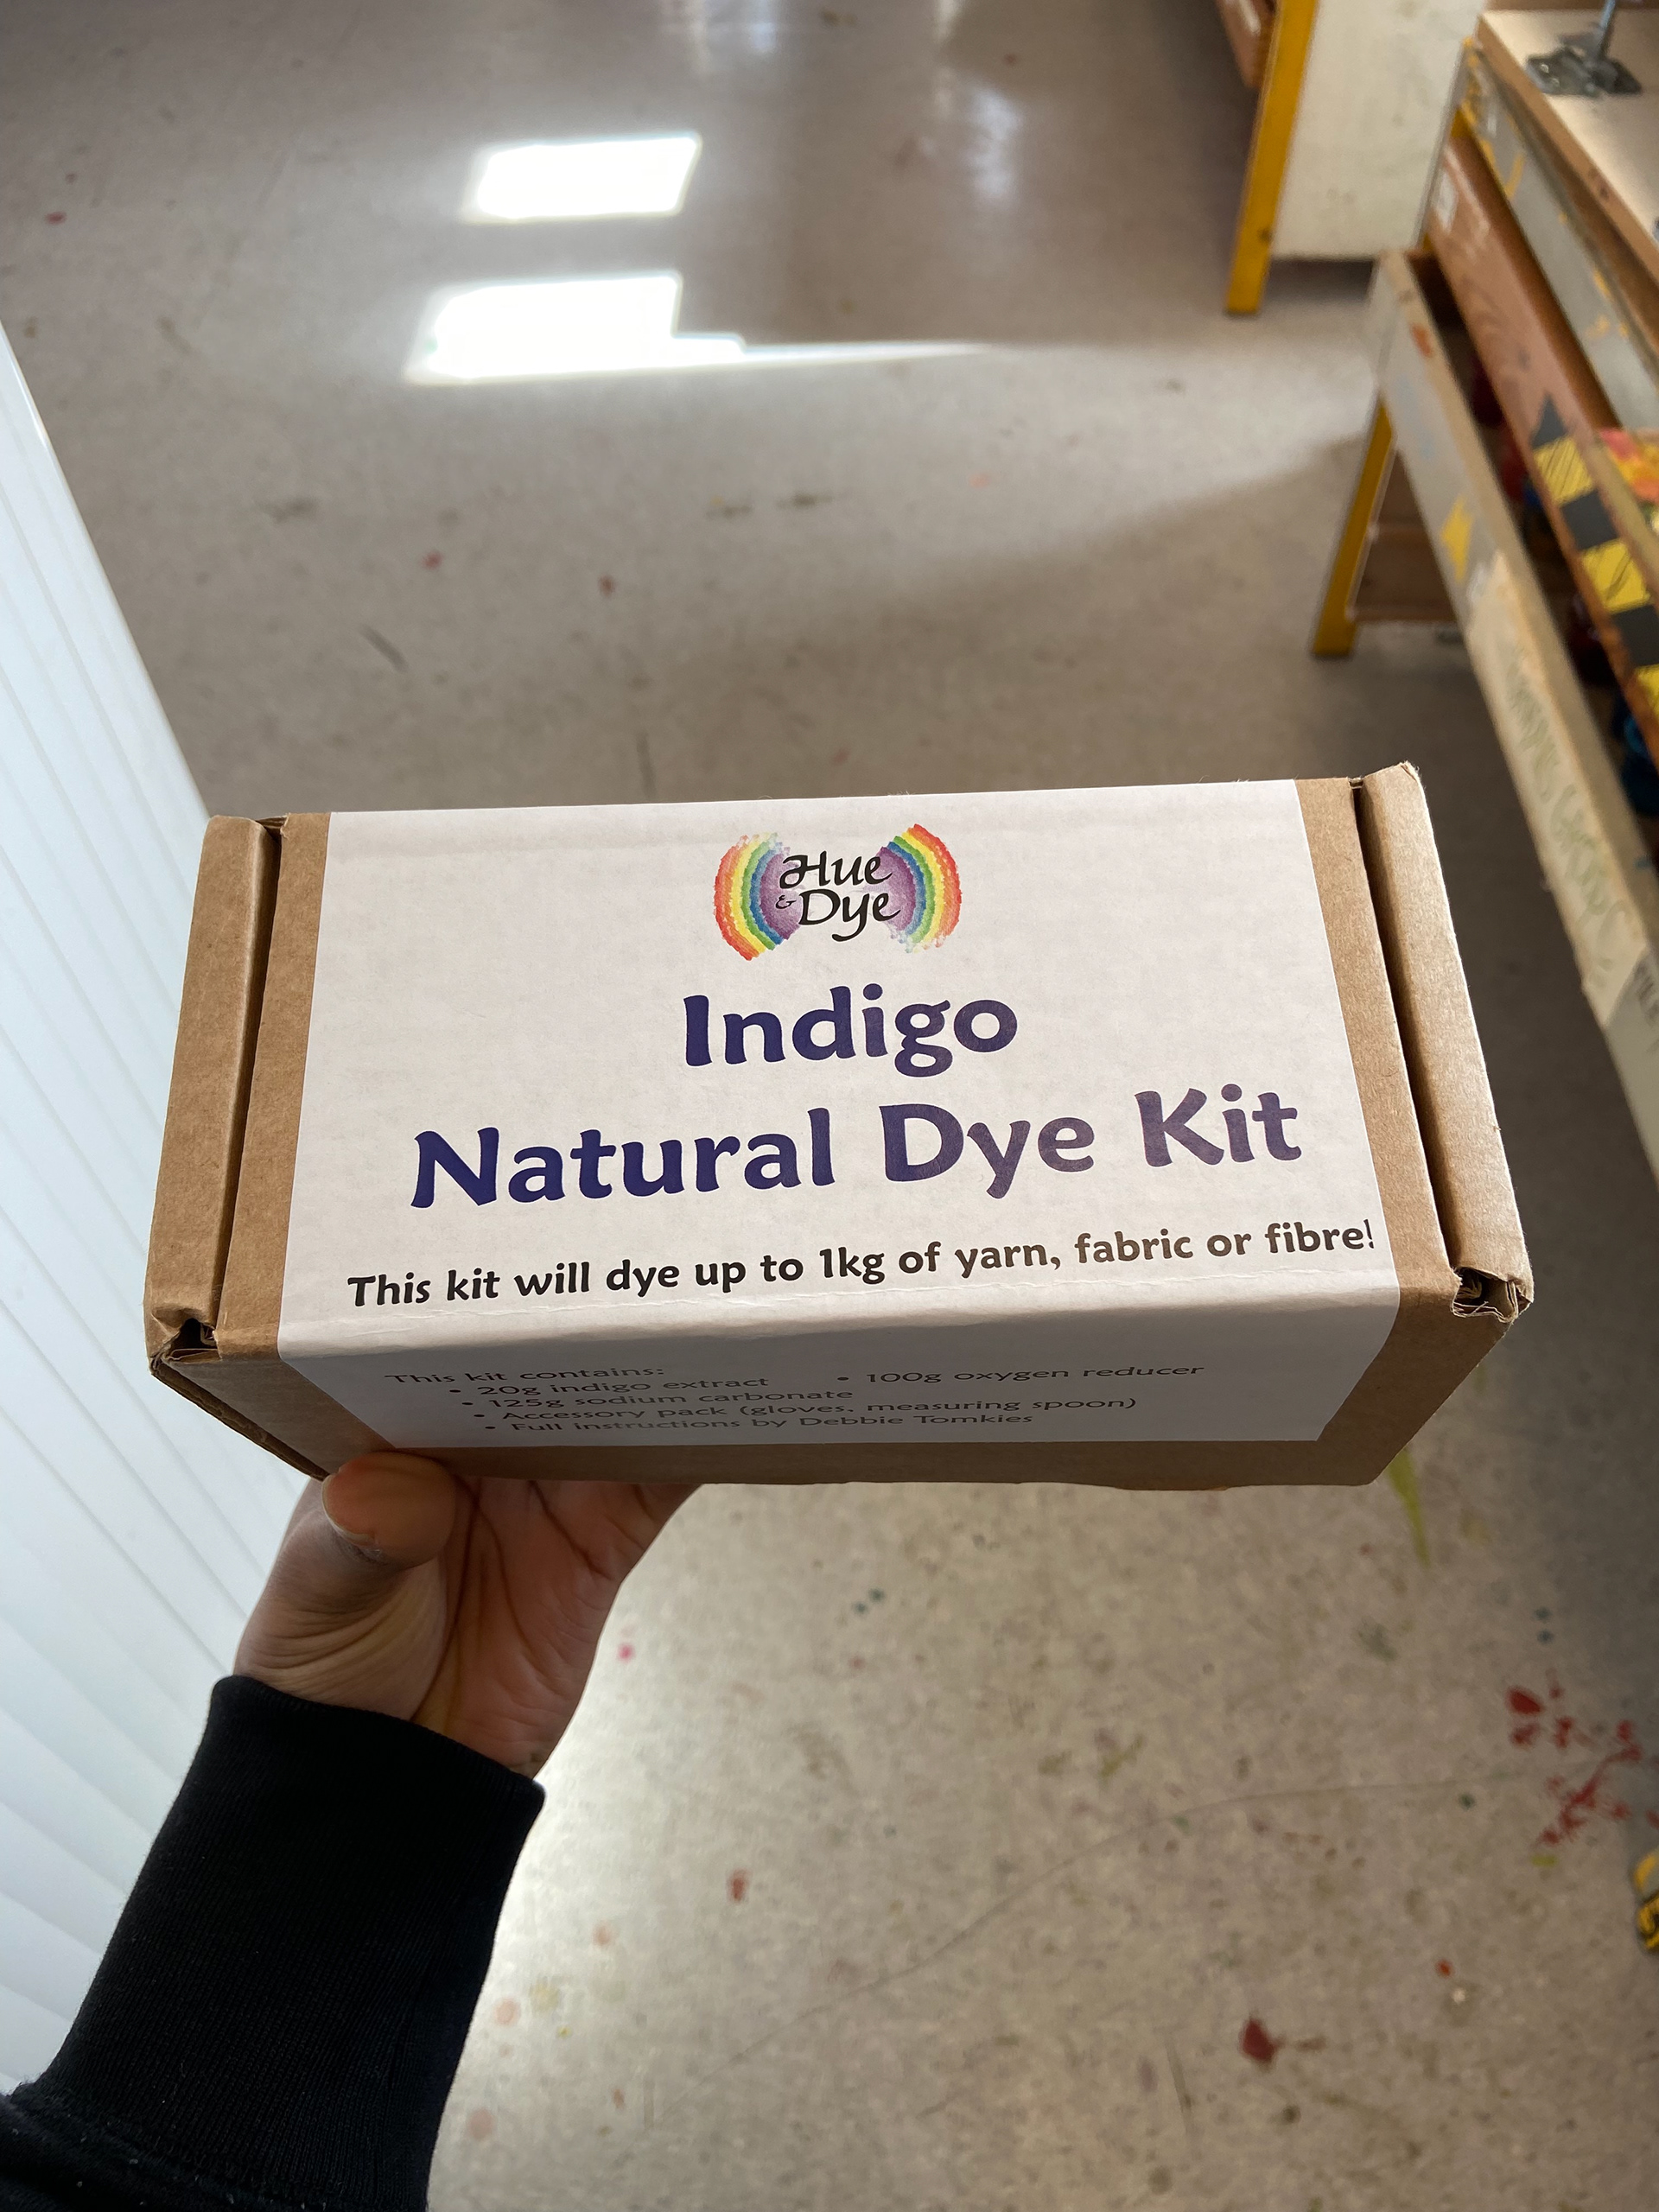 Hue
& Dye
Indigo
Natural Dye Kit
This kit will dye up to 1kg of yarn, fabric or fibre!
This kit contains:
• 20g indigo extract • 100g oxygen reducer
• 125g sodium carbonate
• Accessory pack (gloves, measuring spoon)
• Full instructions by Debbie Tomkies